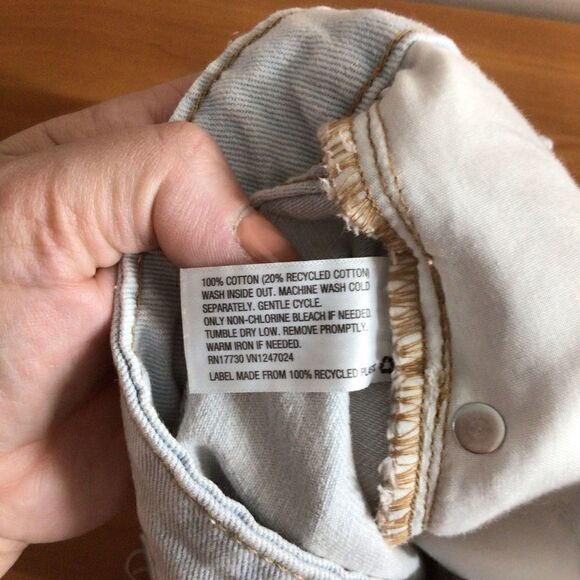 100% COTTON (20% RECYCLED COTTON)
WASH INSIDE OUT. MACHINE WASH COLD
SEPARATELY. GENTLE CYCLE.
ONLY NON-CHLORINE BLEACH IF NEEDED.
TUMBLE DRY LOW. REMOVE PROMPTLY.
WARM IRON IF NEEDED.
RN17730 VN1247024
LABEL MADE FROM 100% RECYCLED